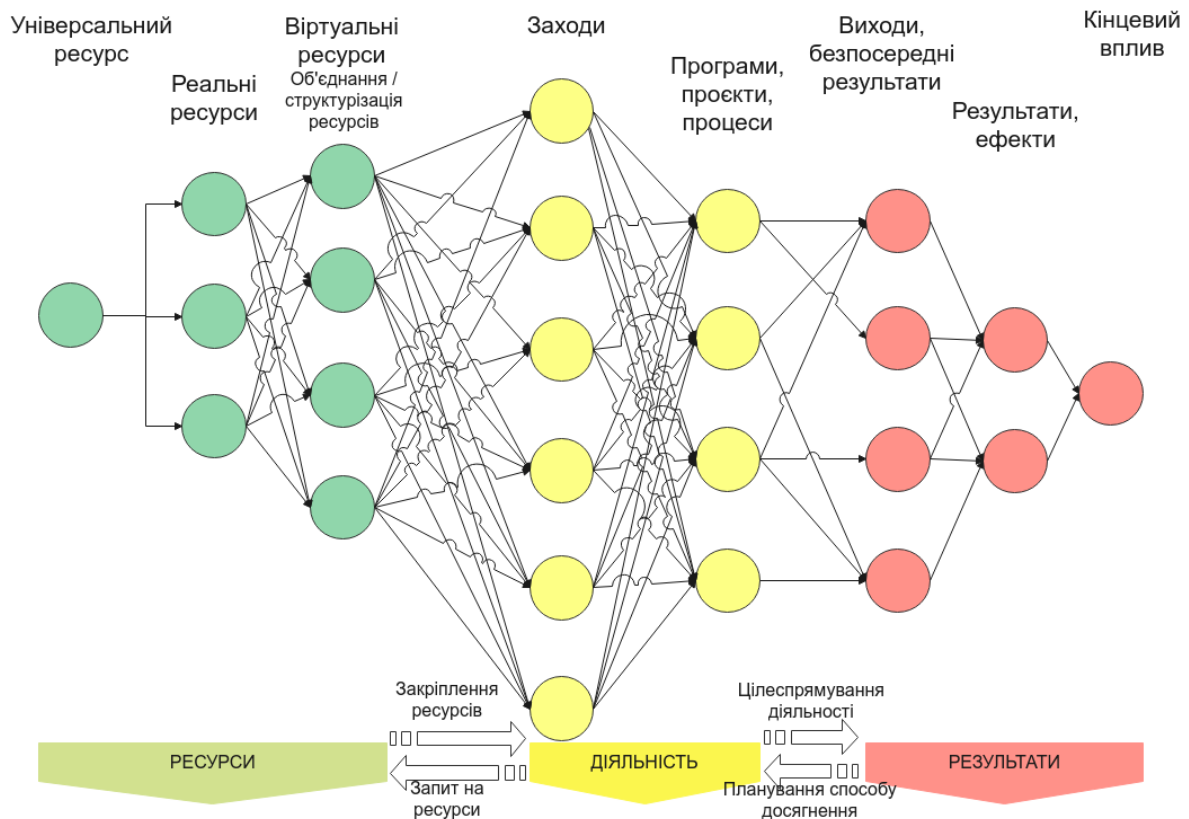 Універсальний
ресурс
Реальні
ресурси
Віртуальні
ресурси
Об'єднання /
структурізація
ресурсів
Заходи
Програми,
проєкти,
процеси
Виходи,
безпосередні
результати
Результати,
ефекти
Кінцевий
вплив
Закріплення
ресурсів
Цілеспрямування
діяльності
РЕСУРСИ
ДІЯЛЬНІСТЬ
РЕЗУЛЬТАТИ
Запит на
ресурси
Планування способу
досягнення